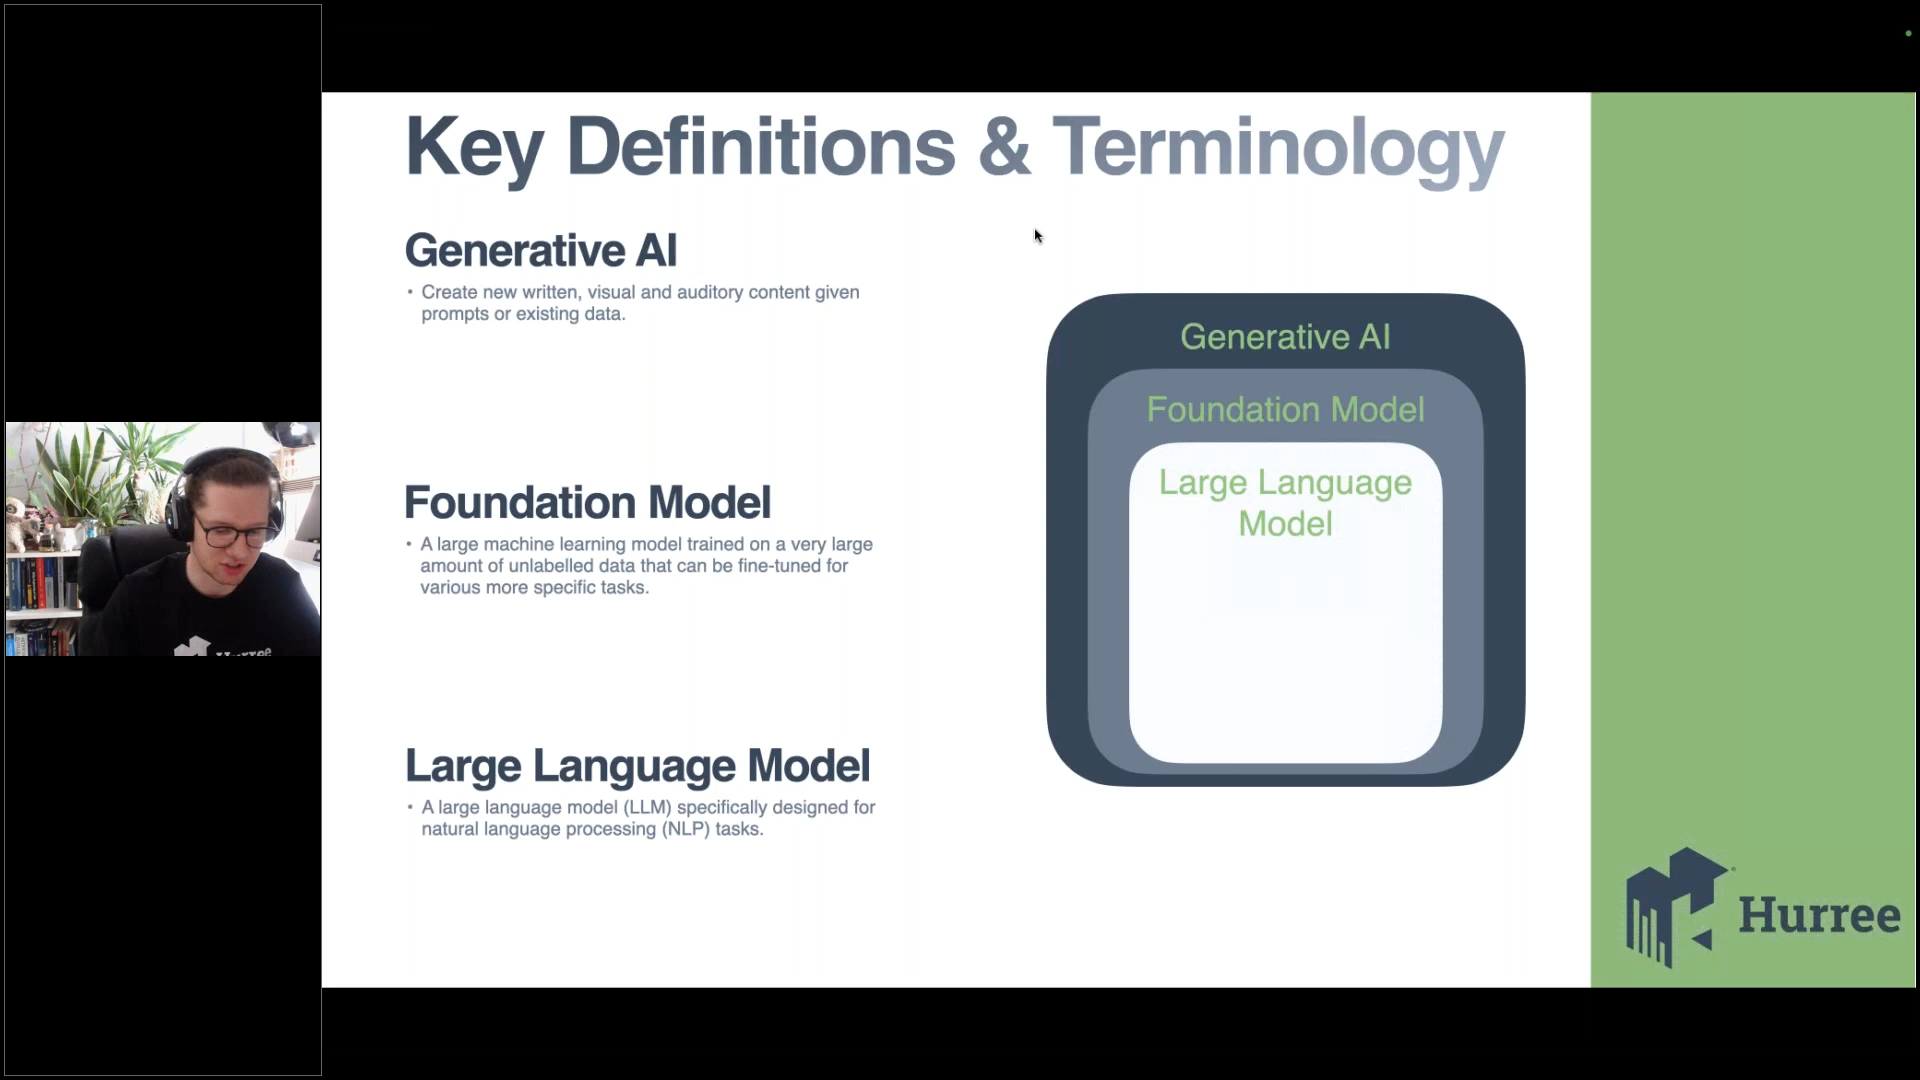 Key Definitions & Terminology
Generative AI
• Create new written, visual and auditory content given
prompts or existing data.
Foundation Model
• A large machine learning model trained on a very large
amount of unlabelled data that can be fine-tuned for
various more specific tasks.
Large Language Model
• A large language model (LLM) specifically designed for
natural language processing (NLP) tasks.
Generative AI
Foundation Model
Large Language
Model
Hurree
Hurree